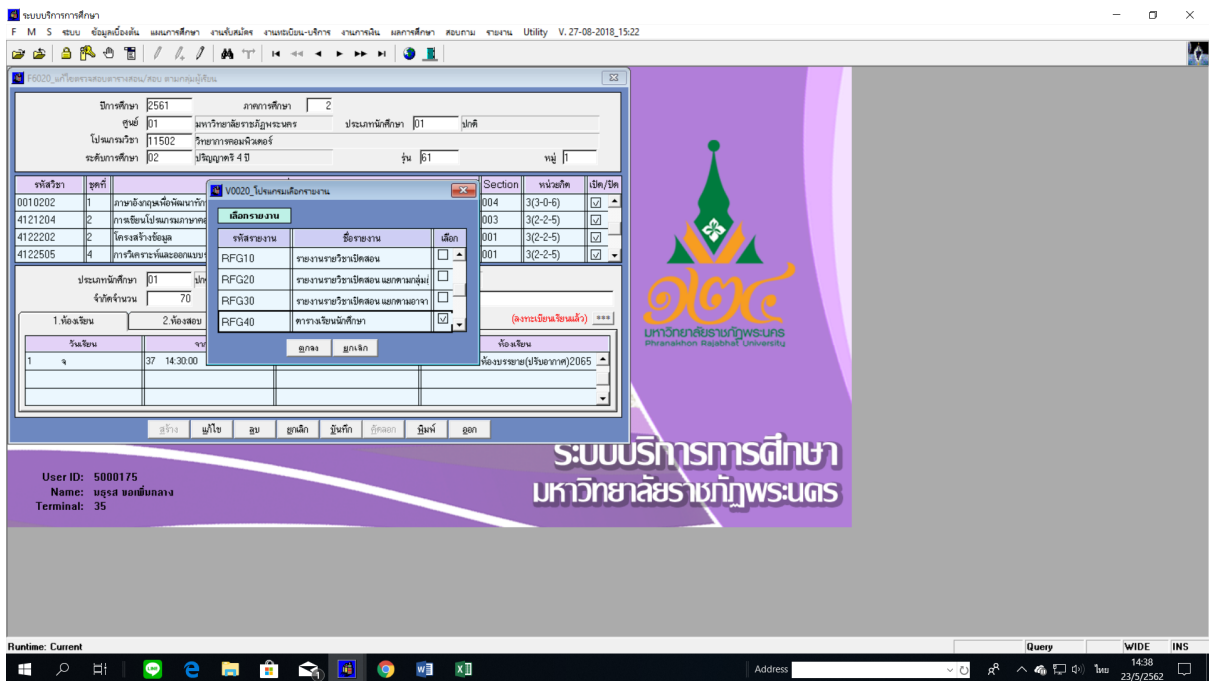 ระบบบริการการศึกษา
F M S ระบบ ข้อมูลเบื้องต้น แผนการศึกษา งานรับสมัคร งานทะเบียน-บริการ งานการเงิน ผลการศึกษา สอบถาม รายงาน Utility V. 27-08-2018_15:22
F6020_แก้ไขตรวจสอบตารางสอน/สอบ ตามกลุ่มผู้เรียน
ปีการศึกษา 2561 ภาคการศึกษา 2
ศูนย์ 01 มหาวิทยาลัยราชภัฏพระนคร ประเภทนักศึกษา 01 ปกติ
โปรแกรมวิชา 11502 วิทยาการคอมพิวเตอร์
ระดับการศึกษา 02 ปริญญาตรี 4 ปี รุ่น 61 หมู่ 1
รหัสวิชา ชุดที่ Section หน่วยกิต เปิด/ปิด
0010202 1 ภาษาอังกฤษเพื่อพัฒนาทัก 004 3(3-0-6)
4121204 2 การเขียนโปรแกรมภาษาคอ 003 3(2-2-5)
4122202 2 โครงสร้างข้อมูล 001 3(2-2-5)
4122505 4 การวิเคราะห์และออกแบบร 001 3(2-2-5)
V0020_โปรแกรมเลือกรายงาน
เลือกรายงาน
รหัสรายงาน ชื่อรายงาน เลือก
RFG10 รายงานรายวิชาเปิดสอน
RFG20 รายงานรายวิชาเปิดสอน แยกตามกลุ่ม
RFG30 รายงานรายวิชาเปิดสอน แยกตามอาจา
RFG40 ตารางเรียนนักศึกษา
ตกลง ยกเลิก
ประเภทนักศึกษา 01 ปก
จำกัดจำนวน 70
1.ห้องเรียน 2.ห้องสอบ (ลงทะเบียนเรียนแล้ว)
วันเรียน จาก ห้องเรียน
1 จ 37 14:30:00 ห้องบรรยาย(ปรับอากาศ)2065
สร้าง แก้ไข ลบ ยกเลิก บันทึก คัดลอก พิมพ์ ออก
มหาวิทยาลัยราชภัฏพระนคร
Phranakhon Rajabhat University
ระบบบริการการศึกษา
มหาวิทยาลัยราชภัฏพระนคร
User ID: 5000175
Name:
Terminal: 35
Runtime: Current Query WIDE INS
Address ไทย 14:38
23/5/2562